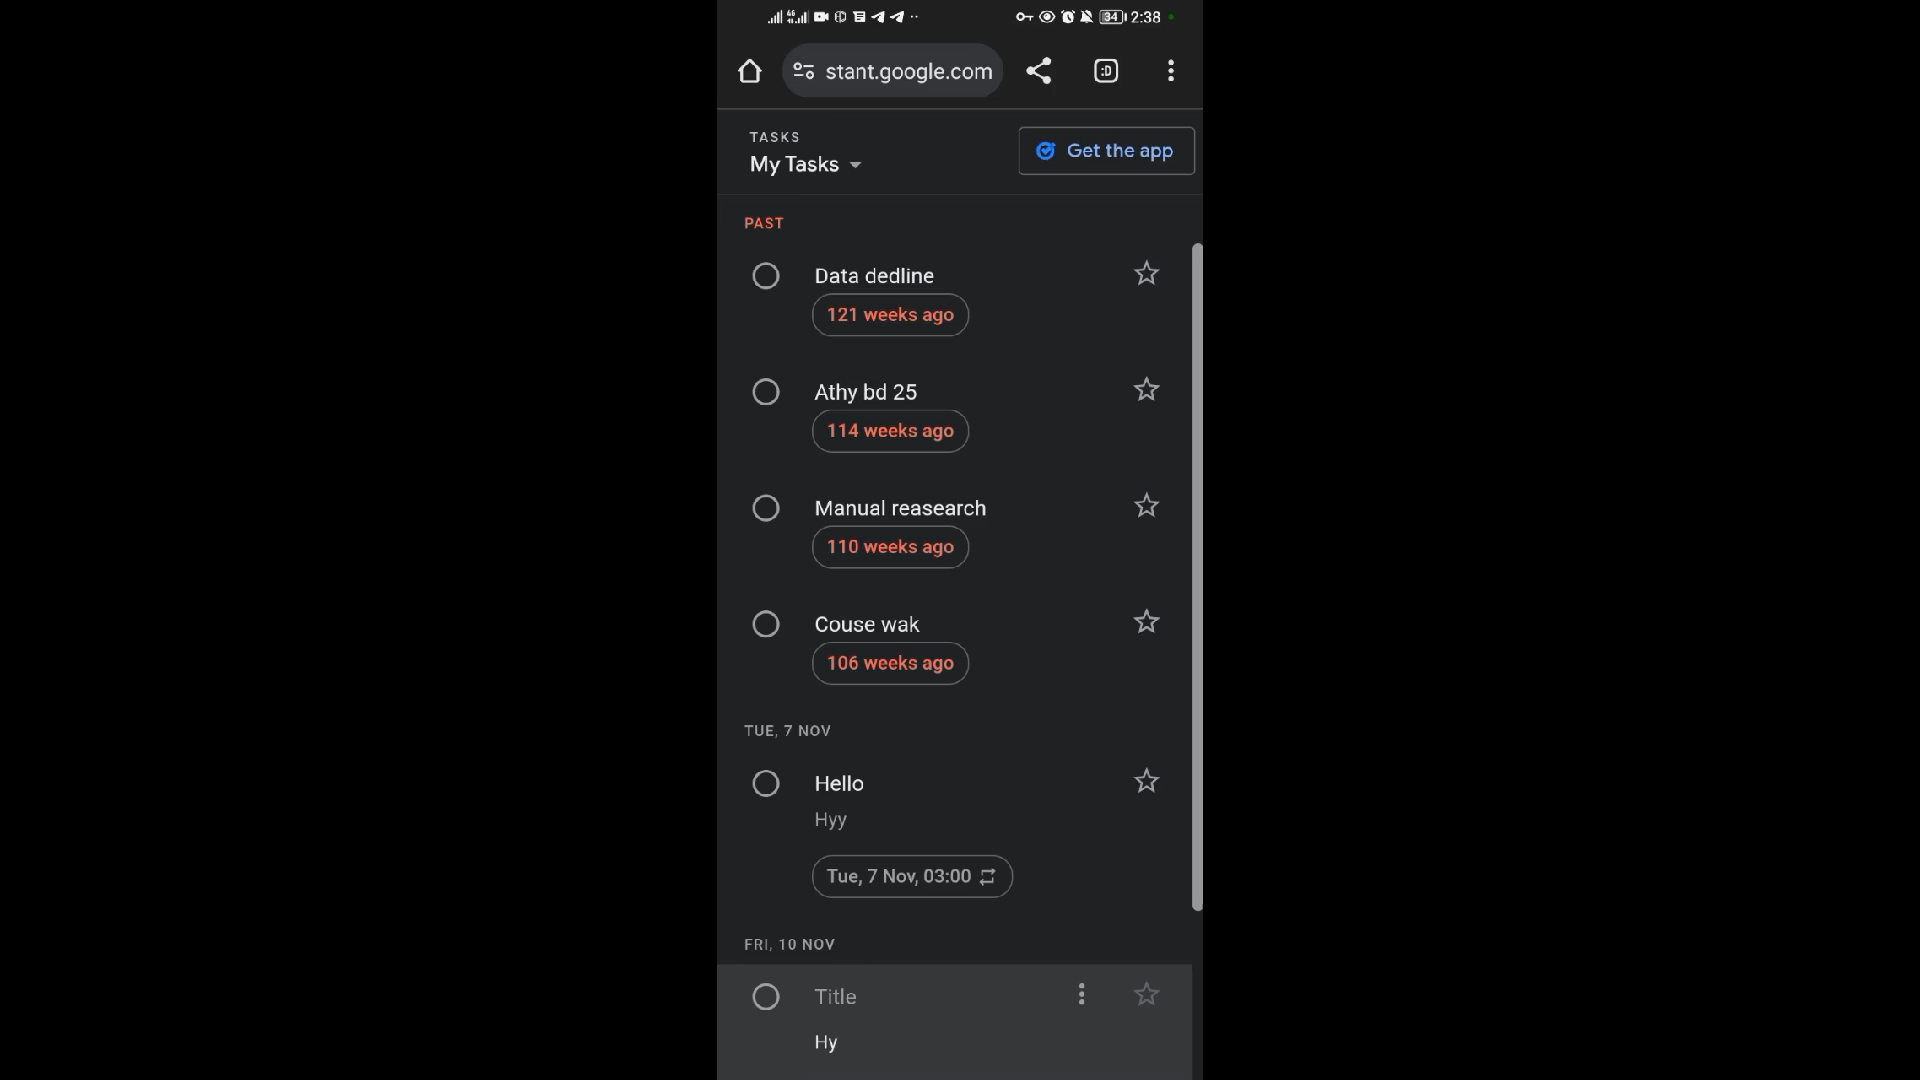 34 2:38
stant.google.com
TASKS
My Tasks
Get the app
PAST
Data dedline
121 weeks ago
Athy bd 25
114 weeks ago
Manual reasearch
110 weeks ago
Couse wak
106 weeks ago
TUE, 7 NOV
Hello
Hyy
Tue, 7 Nov, 03:00
FRI, 10 NOV
Title
Hy